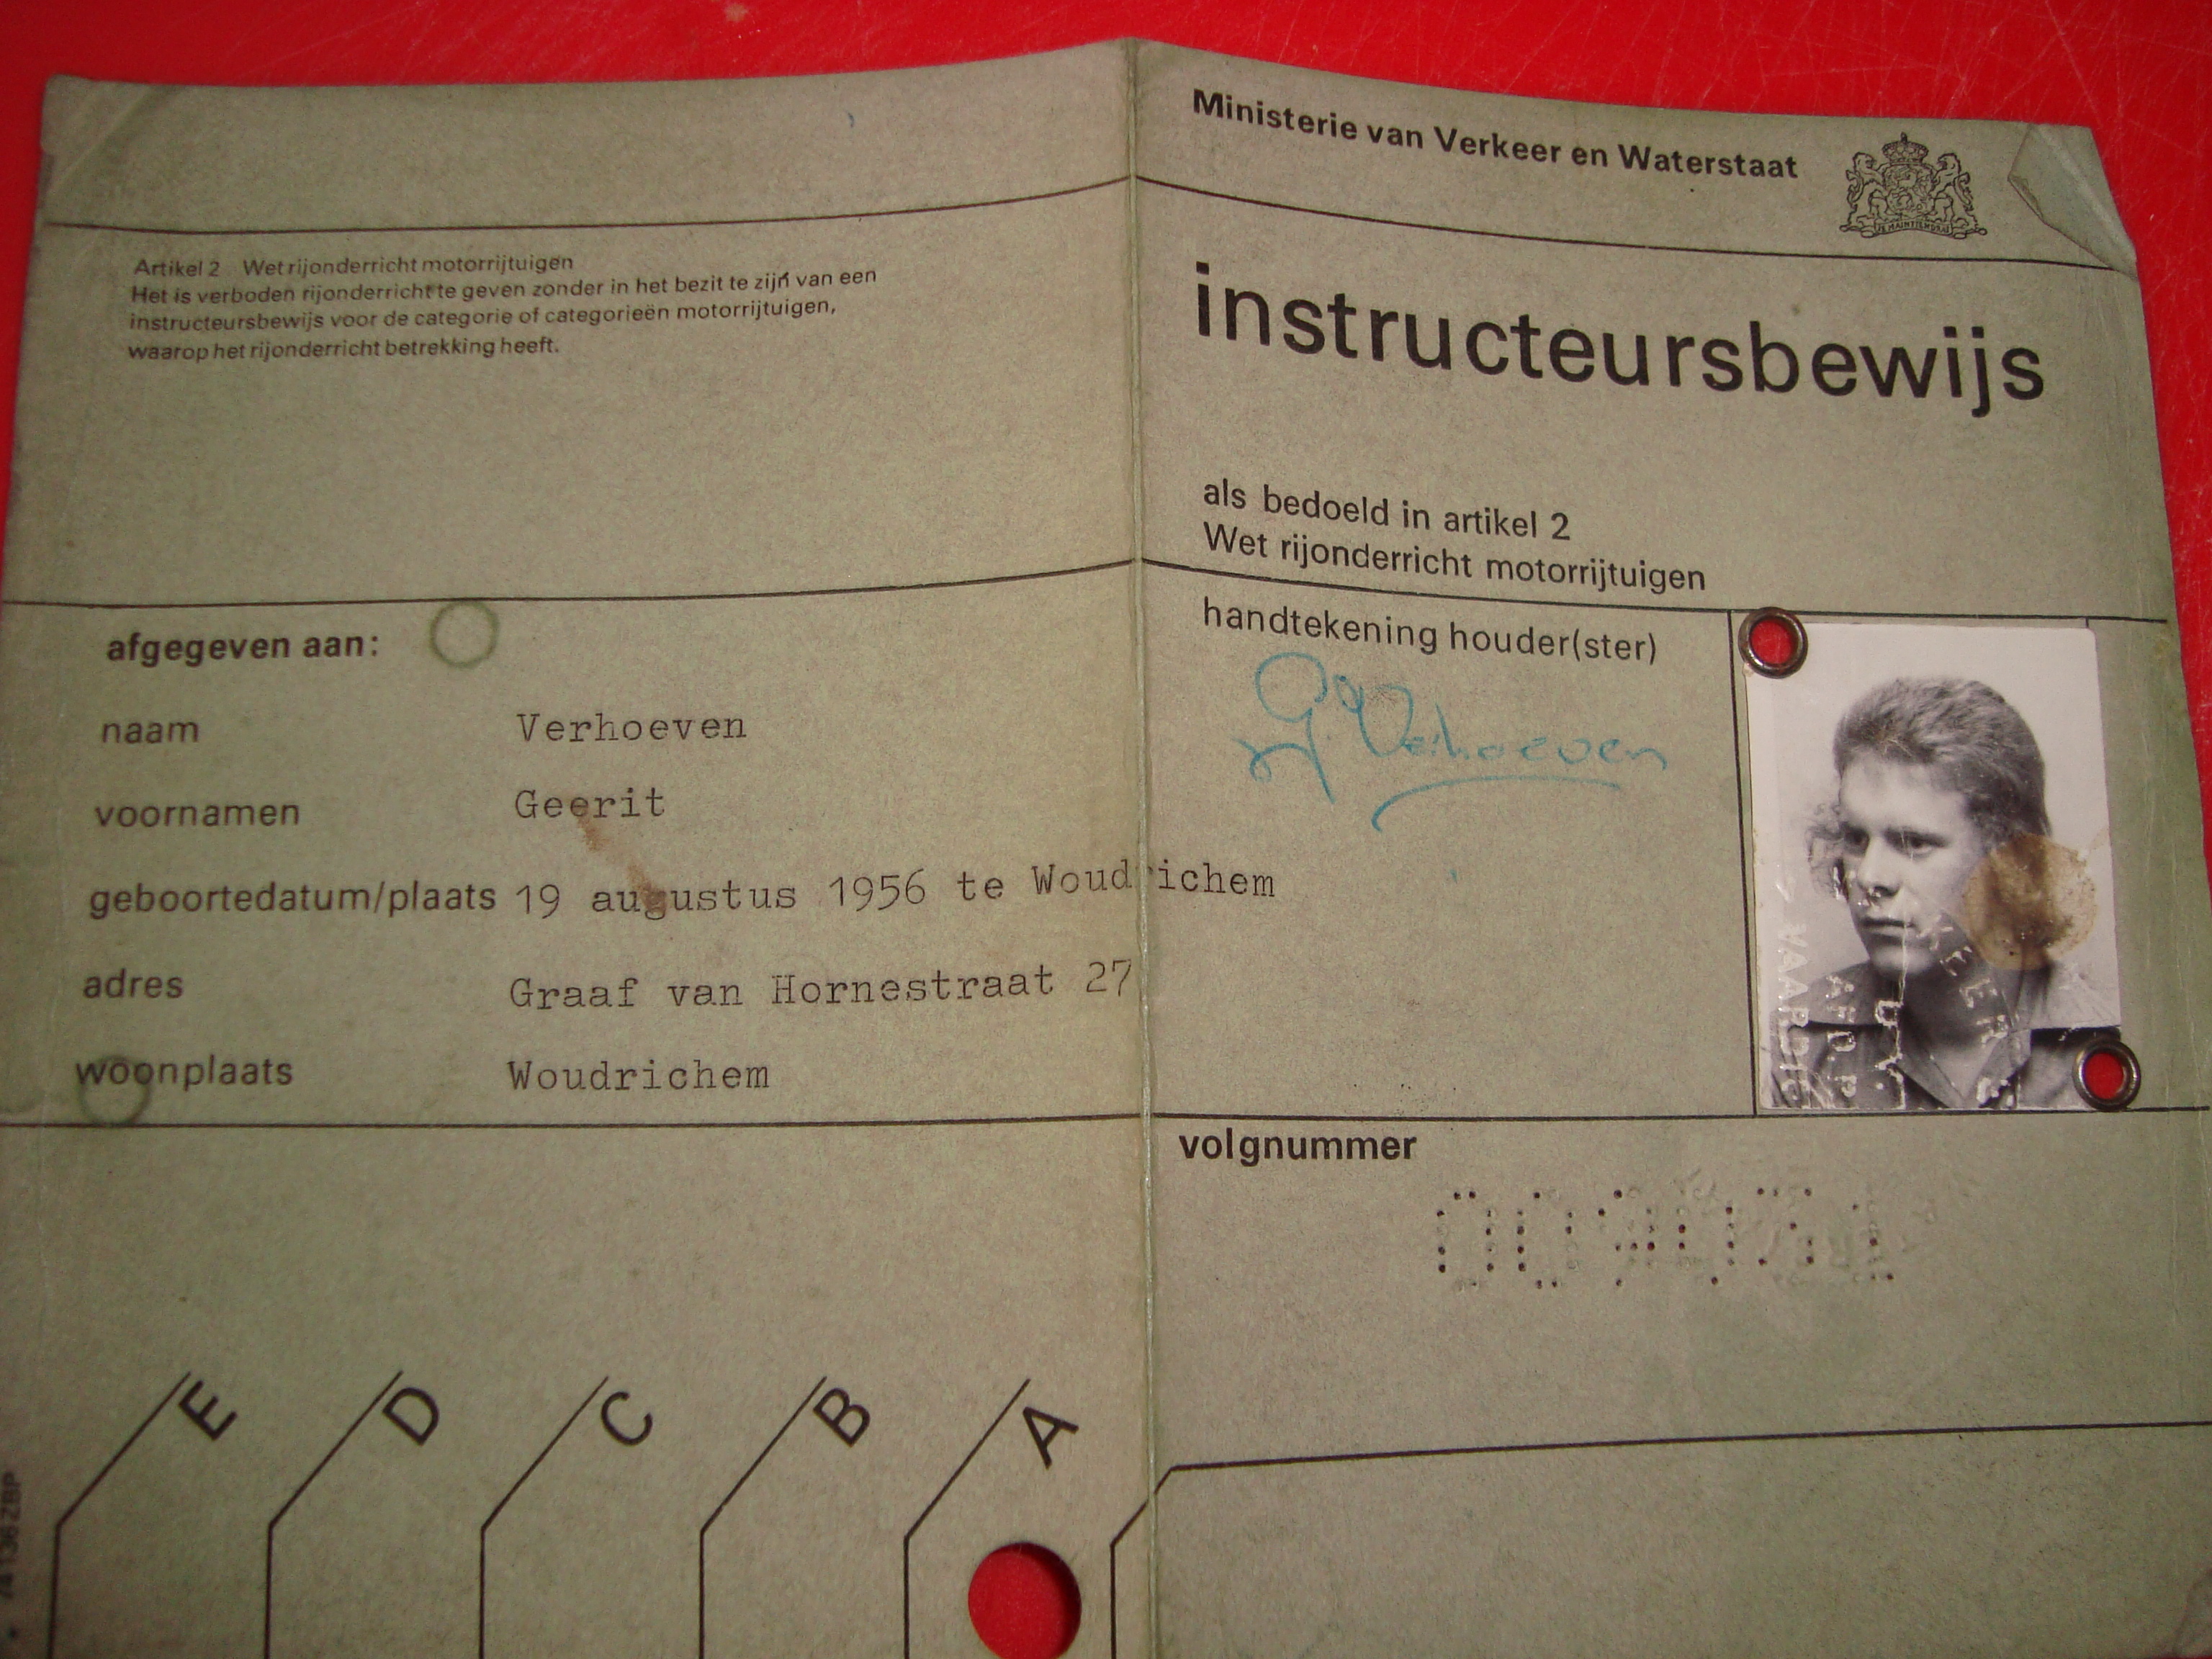 Artikel 2 Wet rijonderricht motorrijtuigen
Het is verboden rijonderricht te geven zonder in het bezit te zijn van een
instructeursbewijs voor de categorie of categorieën motorrijtuigen,
waarop het rijonderricht betrekking heeft.
afgegeven aan:
naam Verhoeven
voornamen Geerit
geboortedatum/plaats 19 augustus 1956 te Woudrichem
adres Graaf van Hornestraat 27
woonplaats Woudrichem
E D C B A
Ministerie van Verkeer en Waterstaat
JE MAINTIENDRAI
instructeursbewijs
als bedoeld in artikel 2
Wet rijonderricht motorrijtuigen
handtekening houder(ster)
G Verhoeven
volgnummer